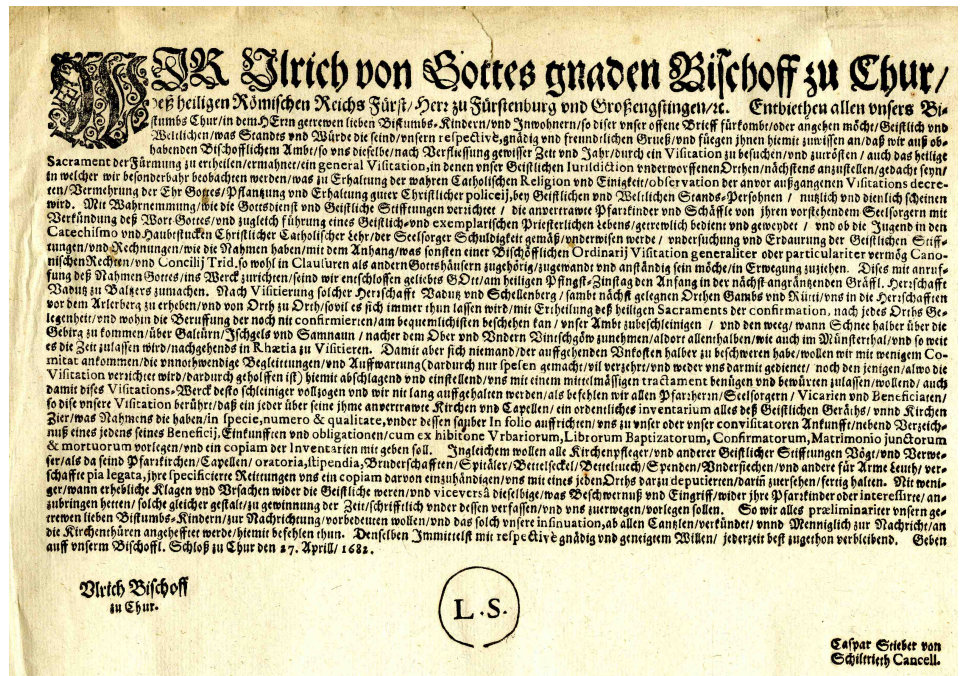 WIR Ulrich von Gottes gnaden Bischoff zu Chur/
deß heiligen Römischen Reichs Fürst/Herr zu Fürstenburg vnd Großengstingen/ɾc. Entbiethen allen vnsers Bi-
stumbs Chur/in dem HErn getrewen lieben Bistumbs-Kindern/vnd Inwohnern/so diser vnser offene Brieff fürkombt/oder angehen möcht/Geistlich vnd
Weltlichen/was Standts vnd Würde die seind/vnsern respectivè, gnädig vnd freundtlichen Grueß/vnd füegen jhnen hiemit zuwissen an/daß wir auß ob-
habenden Bischofflichem Ambt/so vns dieselbe/nach Verfliessung gewisser Zeit vnd Jahr/durch ein Visitation zu besuchen/vnd zutrösten/auch das heilige
Sacrament der Fürmung zu ertheilen/ermahnet/ein general Visitation, in denen vnser Geistlichen Iurisdiction vnderworffenen Orthen/nächstens anzustellen/gedacht seyn/
in welcher wir besonderbahr beobachten werden/was zu Erhaltung der wahren Catholischen Religion vnd Einigkeit/observation der anvor außgangenen Visitations decre-
ten/Vermehrung der Ehr Gottes/Pflantzung vnd Erhaltung guter Christlicher policeij, bey Geistlichen vnd Weltlichen Stands-Persohnen/ nutzlich vnd dienlich scheinen
wird. Mit Wahrnemmung/wie die Gottsdienst vnd Geistliche Stifftungen verrichtet/ die anvertrawte Pfarrkinder vnd Schäfle von jhren vorstehendem Seelsorgern mit
Verkündung deß Wort Gottes/vnd zugleich führung eines Geistlich-vnd exemplarischen Priesterlichen Lebens/getrewlich bedient vnd geweydet / vnd ob die Jugend in den
Catechismo vnd Haubtstucken Christlicher Catholischer Lehr/der Seelsorger Schuldigkeit gemäß/vnderwisen werde / vndersuchung vnd Erdaurung der Geistlichen Stiff-
tungen/vnd Rechnungen/wie die Nahmen haben/mit dem Anhang/was sonsten einer Bischöfflichen Ordinarij Visitation generaliter oder particulariter vermög Cano-
nischen Rechten/vnd Concilij Trid. so wohl in Clausuren als andern Gottshäusern zugehörig/zugewandt vnd anständig sein möchte/in Erwegung zuziehen. Dises mit anruf-
fung deß Nahmen Gottes/ins Werck zurichten/seind wir entschlossen geliebts GOtt/am heiligen Pfingst-Zinstag den Anfang in der nächst angräntzenden Gräffl. Herrschafft
Vadutz zu Baltzers zumachen. Nach Visitierung solcher Herrschafft Vadutz vnd Schellenberg / sambt nächst gelegnen Orthen Gambs vnd Rütti/vns in die Herrschafften
vor dem Arlerberg zu erheben/vnd von Orth zu Orth/sovil es sich immer thun lassen wird/mit Ertheilung deß heiligen Sacraments der confirmation, nach jedes Orths Ge-
legenheit/vnd wohin die Beruffung der noch nit confirmierten/am bequemlichisten beschehen kan / vnser Ambt zubescheinigen / vnd den weeg/ wann Schnee halber über die
Gebirg zu kommen/über Galtürn/Ischgels vnd Samnaun / nacher dem Ober vnd Vndern Vintschgöw zunehmen/aldort allenthalben/wie auch im Münsterthal/vnd so weit
es die Zeit zulassen wird/nachgehends in Rhætia zu Visitieren. Damit aber sich niemand/der auffgehenden Vnkosten halber zu beschweren habe/wollen wir mit wenigem Co-
mitat ankommen/die vnnothwendige Begleittungen/vnd Auffwartung (dardurch nur spesen gemacht/vil verzehrt/vnd weder vns darmit gedienet/ noch den jenigen/alwo die
Visitation verrichtet wird/dardurch geholffen ist) hiemit abschlagend vnd einstellend/vns mit einem mittelmässigen tractament benügen vnd bewürten zulassen/wollend/ auch
damit dises Visitations-Werck desto schleiniger vollzogen vnd wir nit lang auffgehalten werden/als befehlen wir allen Pfarrherrn/Seelsorgern/ Vicarien vnd Beneficiaten/
so dise vnsere Visitation berührt/daß ein jeder über seine jhme anvertrawte Kirchen vnd Capellen/ ein ordenliches inventarium alles deß Geistlichen Geräths/ vnnd Kirchen
Zier/was Nahmens die haben/in specie, numero & qualitate, vnder dessen sauber In folio auffrichten/vns zu vnser oder vnser convisitatoren Ankunfft/nebend Verzeich-
nuß eines jedens seines Beneficij, Einkunfften vnd obligationen/cum exhibitone Vrbariorum, Librorum Baptizatorum, Confirmatorum, Matrimonio junctorum
& mortuorum vorlegen/vnd ein copiam der Inventarien mit geben soll. Ingleichem wollen alle Kirchenpfleger/vnd anderer Geistlicher Stifftungen Vögt/vnd Verwe-
ser/als da seind Pfarrkirchen/Capellen/ oratoria, stipendia, Bruderschafften/Spitäler/Bettelseckel/Betteltuech/Spenden/Vndersiechen/vnd andere für Arme Leuth/ ver-
schaffte pia legata, jhre specificierte Reittungen vns ein copiam darvon einzuhändigen/vns mit eines jeden Orths darzu deputierten/darin zuersehen/fertig halten. Mit weni-
ger/wann erhebliche Klagen vnd Vrsachen wider die Geistliche weren/vnd viceversâ dieselbige/was Beschwernuß vnd Eingriff/wider jhre Pfarrkinder oder interessirte/an-
zubringen hetten/ solche gleicher gestalt/zu gewinnung der Zeit/schrifftlich vnder dessen verfassen/vnd vns zuerwegen/vorlegen sollen. So wir alles præliminariter vnsern ge-
trewen lieben Bistumbs-Kindern/zur Nachrichtung/vorbedeuten wollen/vnd das solch vnsere insinuation, ab allen Cantzlen/verkündet/ vnnd Menniglich zur Nachricht/an
die Kirchenthüren angehefftet werde/hiemit befehlen thun. Denselben Immittelst mit respectivè gnädig vnd geneigtem Willen/ jederzeit best zugethon verbleibend. Geben
auff vnserm Bischoffl. Schloß zu Chur den 27. Aprill/ 1682.
Vlrich Bischoff
zu Chur.
L.S.
Caspar Stieber von
Schiltrieth Cancell.